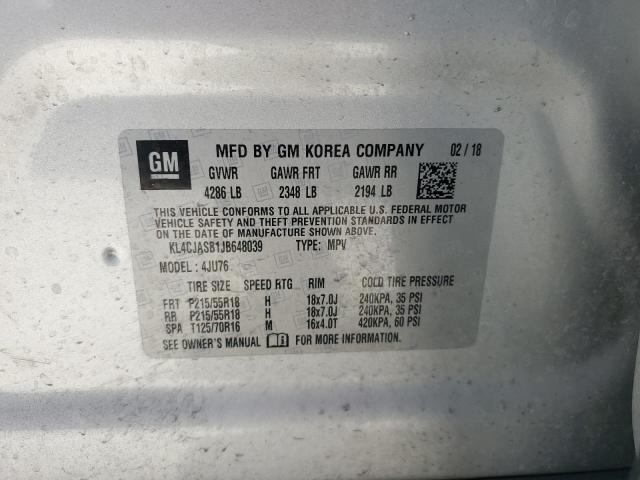 GM MFD BY GM KOREA COMPANY 02 / 18
GVWR GAWR FRT GAWR RR
4286 LB 2348 LB 2194 LB
THIS VEHICLE CONFORMS TO ALL APPLICABLE U.S. FEDERAL MOTOR
VEHICLE SAFETY AND THEFT PREVENTION STANDARDS IN EFFECT
ON THE DATE OF MANUFACTURE SHOWN ABOVE.
KL4CJASB1JB648039 TYPE: MPV
MODEL : 4JU76
TIRE SIZE SPEED RTG RIM COLD TIRE PRESSURE
FRT P215/55R18 H 18x7.0J 240KPA, 35 PSI
RR P215/55R18 H 18x7.0J 240KPA, 35 PSI
SPA T125/70R16 M 16x4.0T 420KPA, 60 PSI
SEE OWNER'S MANUAL FOR MORE INFORMATION.